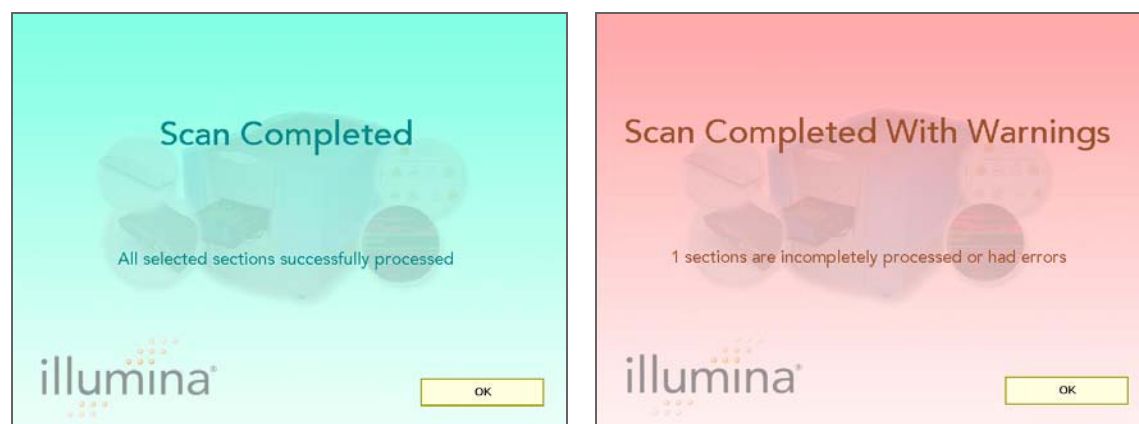 Scan Completed
All selected sections successfully processed
illumina®
OK
Scan Completed With Warnings
1 sections are incompletely processed or had errors
illumina®
OK